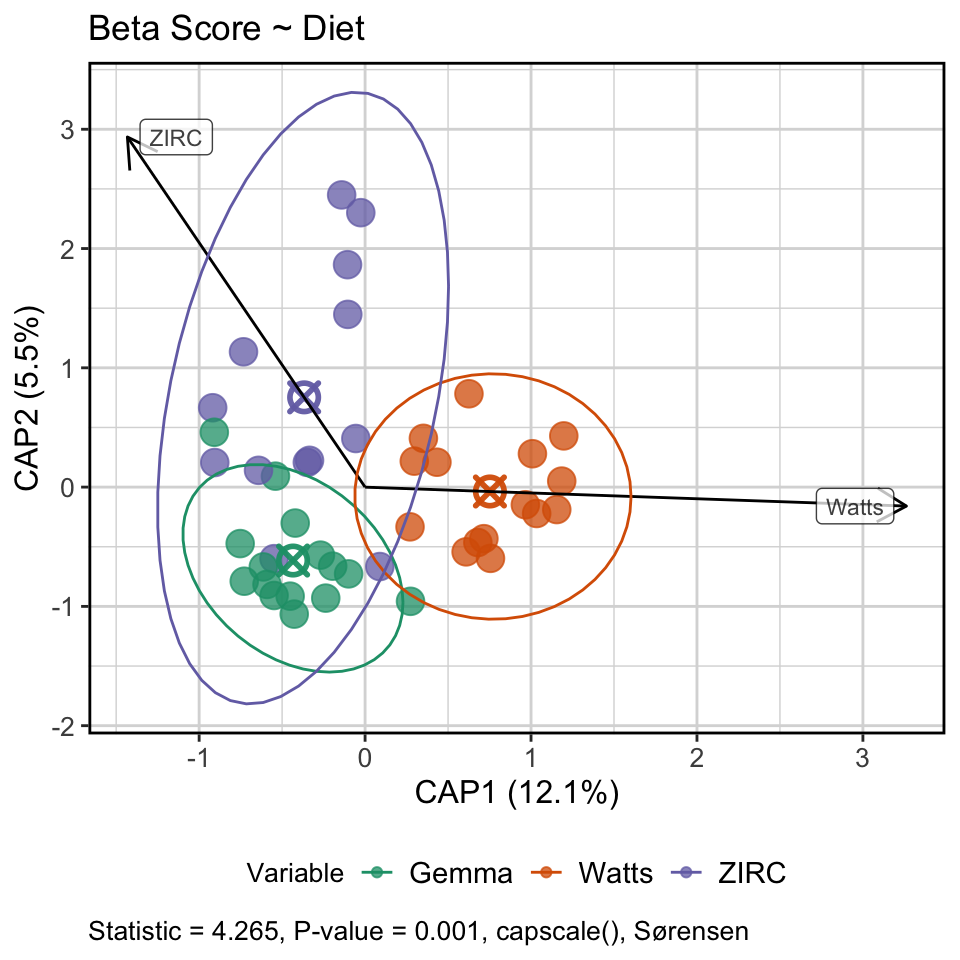 Beta Score ~ Diet
CAP2 (5.5%)
3
2
1
0
-1
-2
ZIRC
Watts
-1 0 1 2 3
CAP1 (12.1%)
Variable Gemma Watts ZIRC
Statistic = 4.265, P-value = 0.001, capscale(), Sørensen